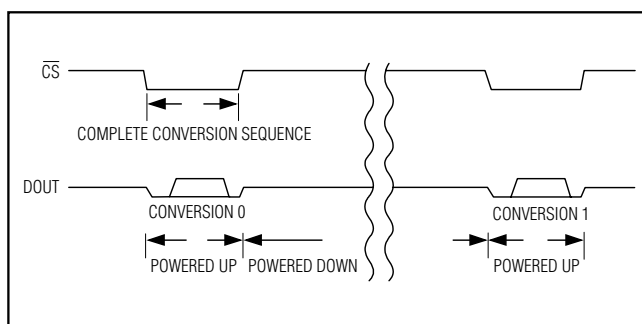 CS
COMPLETE CONVERSION SEQUENCE
DOUT
CONVERSION 0
CONVERSION 1
POWERED UP
POWERED DOWN
POWERED UP